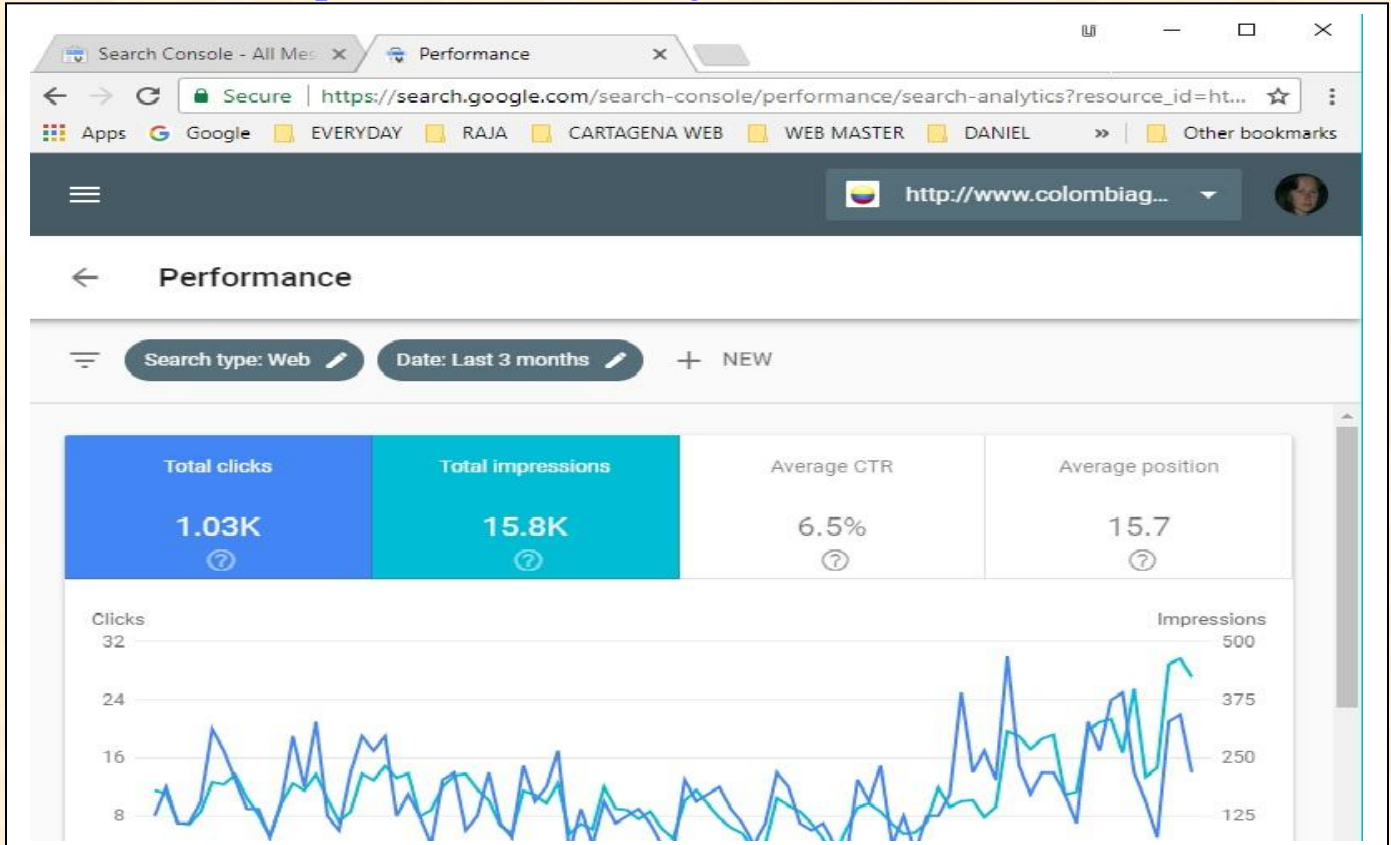 Search Console - All Mes
Performance
Secure | https://search.google.com/search-console/performance/search-analytics?resource_id=ht...
Apps Google EVERYDAY RAJA CARTAGENA WEB WEB MASTER DANIEL » Other bookmarks
http://www.colombiag...
Performance
Search type: Web Date: Last 3 months + NEW
Total clicks Total impressions Average CTR Average position
1.03K 15.8K 6.5% 15.7
Clicks Impressions
32 500
24 375
16 250
8 125